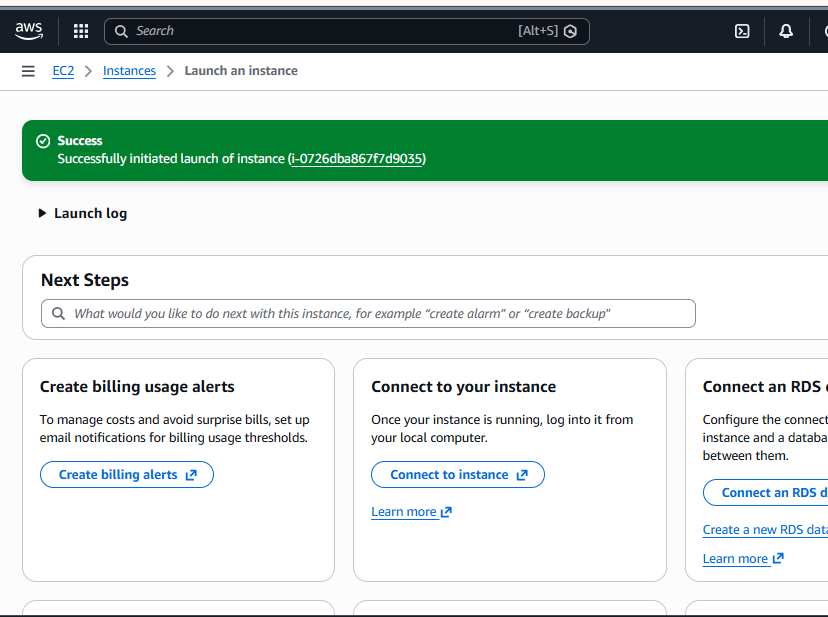 aws
Search [Alt+S]
EC2 Instances Launch an instance
Success
Successfully initiated launch of instance (i-0726dba867f7d9035)
Launch log
Next Steps
What would you like to do next with this instance, for example “create alarm” or “create backup”
Create billing usage alerts
To manage costs and avoid surprise bills, set up
email notifications for billing usage thresholds.
Create billing alerts
Connect to your instance
Once your instance is running, log into it from
your local computer.
Connect to instance
Learn more
Connect an RDS
Configure the connect
instance and a databa
between them.
Connect an RDS d
Create a new RDS data
Learn more